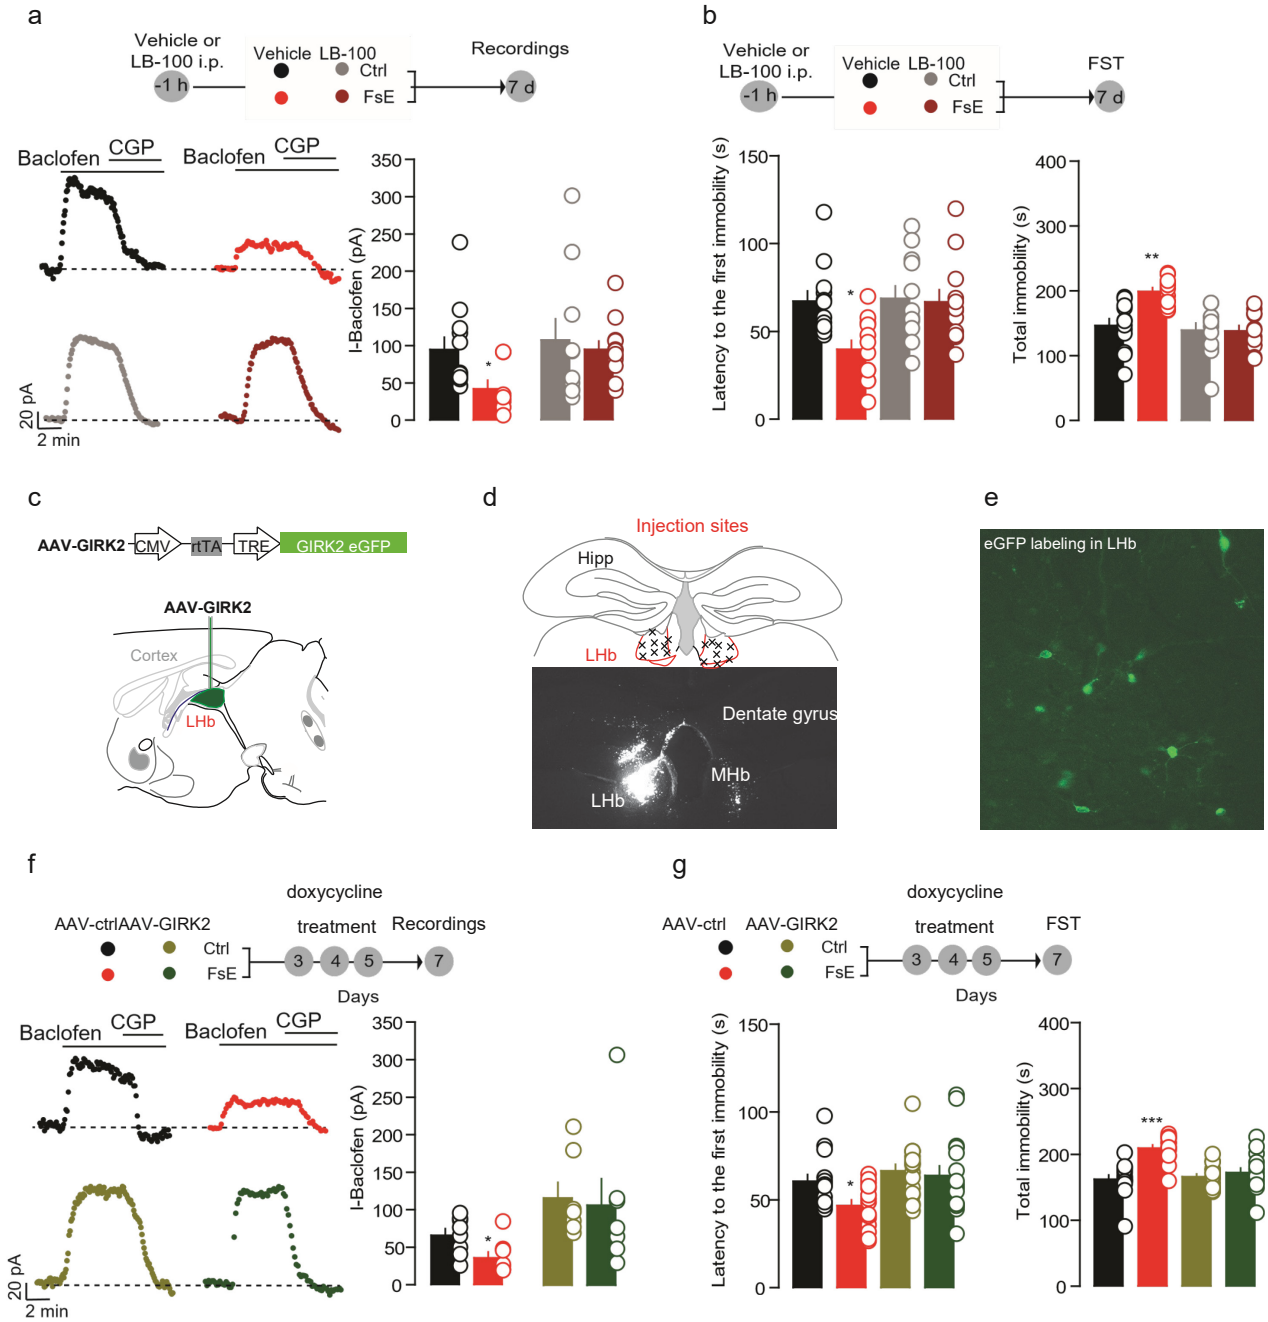 a
Vehicle or
LB-100 i.p.
-1 h
Vehicle LB-100
Ctrl
FsE
Recordings
7 d
Baclofen
CGP
Baclofen
CGP
20 pA
2 min
I-Baclofen (pA)
350
300
250
200
150
100
50
0
*
b
Vehicle or
LB-100 i.p.
-1 h
Vehicle LB-100
Ctrl
FsE
FST
7 d
Latency to the first immobility (s)
150
100
50
0
*
Total immobility (s)
400
300
200
100
0
**
c
AAV-GIRK2
CMV
rtTA
TRE
GIRK2 eGFP
AAV-GIRK2
Cortex
LHb
d
Injection sites
Hipp
LHb
Dentate gyrus
MHb
LHb
e
eGFP labeling in LHb
f
doxycycline
treatment
AAV-ctrl AAV-GIRK2
Ctrl
FsE
3 4 5
Recordings
7
Days
Baclofen
CGP
Baclofen
CGP
20 pA
2 min
I-Baclofen (pA)
350
300
250
200
150
100
50
0
*
g
doxycycline
treatment
AAV-ctrl AAV-GIRK2
Ctrl
FsE
3 4 5
FST
7
Days
Latency to the first immobility (s)
150
100
50
0
*
Total immobility (s)
400
300
200
100
0
***